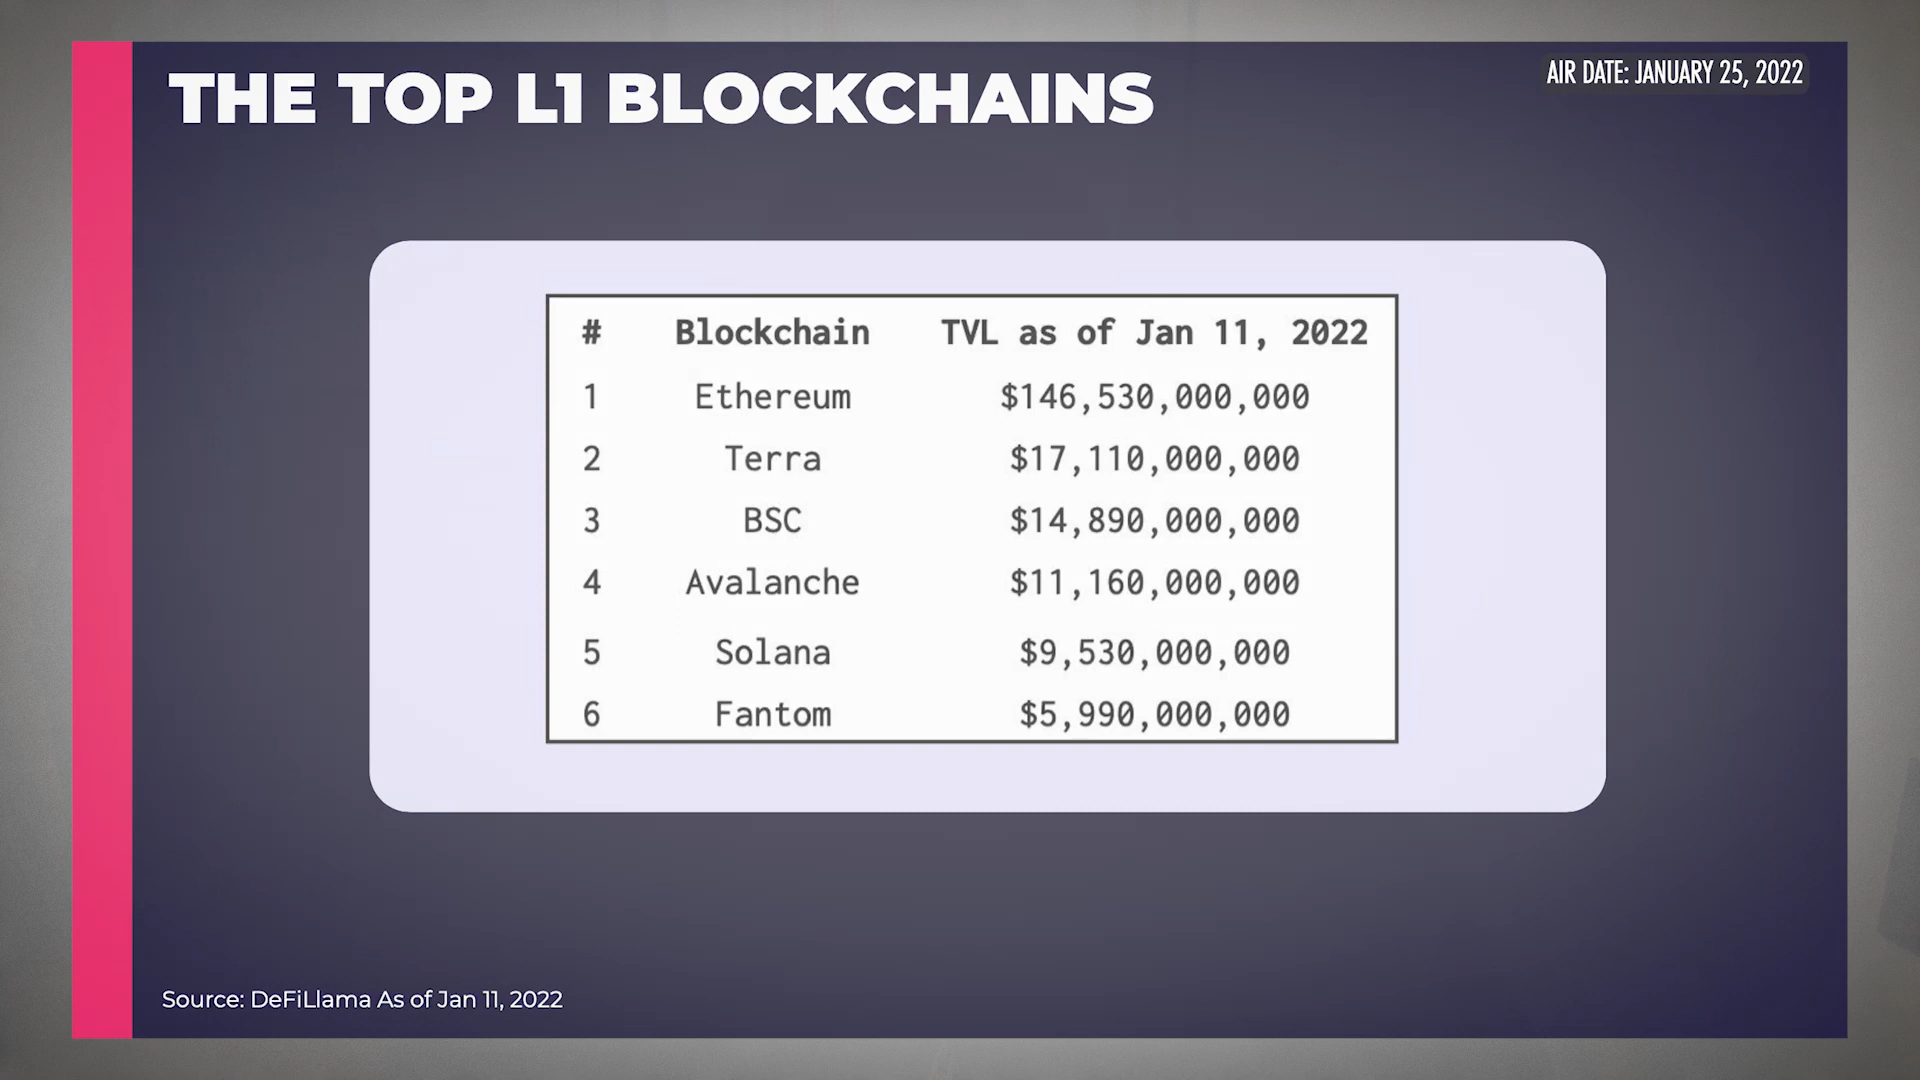 THE TOP L1 BLOCKCHAINS
AIR DATE: JANUARY 25, 2022
# Blockchain TVL as of Jan 11, 2022
1 Ethereum $146,530,000,000
2 Terra $17,110,000,000
3 BSC $14,890,000,000
4 Avalanche $11,160,000,000
5 Solana $9,530,000,000
6 Fantom $5,990,000,000
Source: DeFiLlama As of Jan 11, 2022